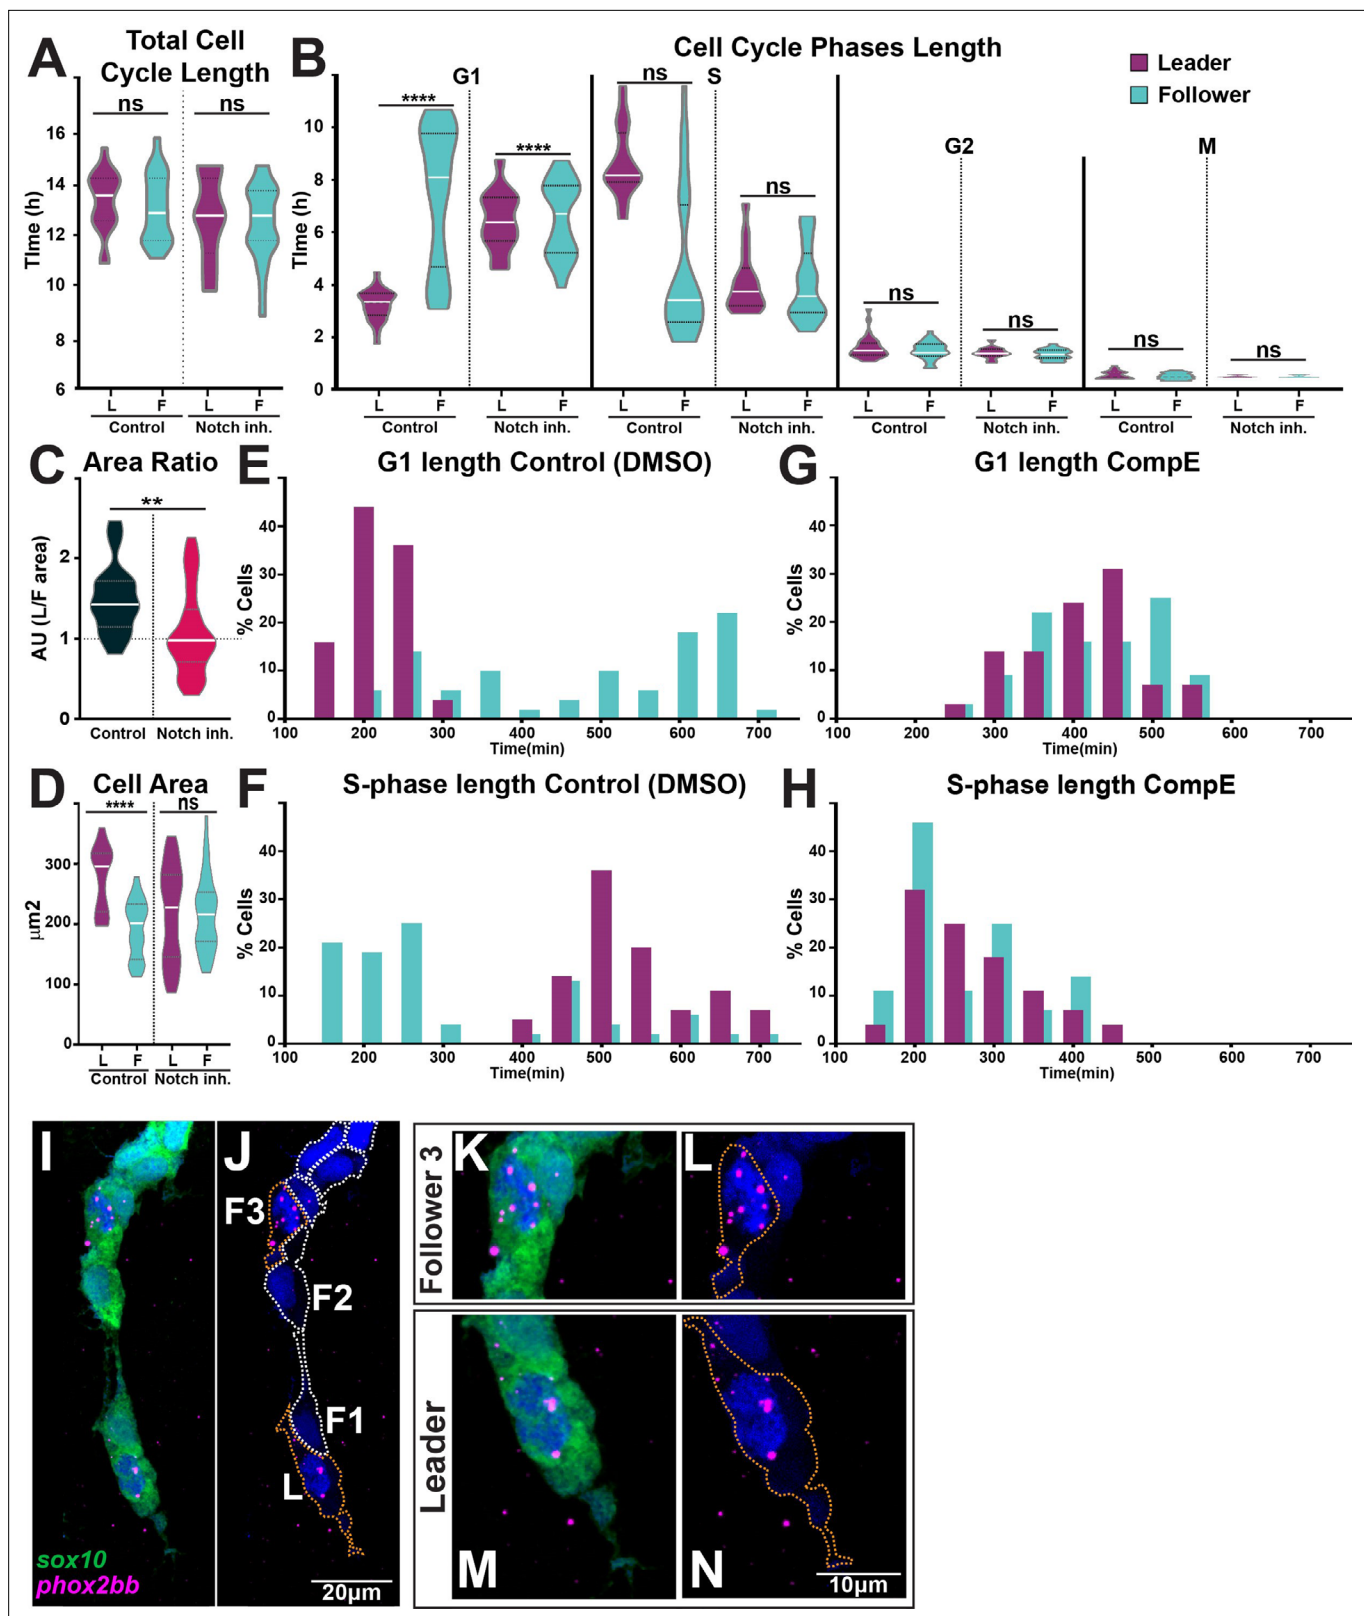 A
Total Cell
Cycle Length
TIme (h)
16
14
12
10
8
6
ns
ns
L F L F
Control Notch inh.
B
Cell Cycle Phases Length
Leader
Follower
TIme (h)
10
8
6
4
2
0
G1
S
G2
M
****
****
ns
ns
ns
ns
ns
ns
L F L F L F L F L F L F L F L F
Control Notch inh. Control Notch inh. Control Notch inh. Control Notch inh.
C
Area Ratio
AU (L/F area)
2
1
0
**
Control Notch inh.
D
Cell Area
µm2
300
200
100
0
****
ns
L F L F
Control Notch inh.
E
G1 length Control (DMSO)
% Cells
40
30
20
10
0
100 200 300 400 500 600 700
Time(min)
G
G1 length CompE
% Cells
40
30
20
10
0
100 200 300 400 500 600 700
Time(min)
F
S-phase length Control (DMSO)
% Cells
40
30
20
10
0
100 200 300 400 500 600 700
Time(min)
H
S-phase length CompE
% Cells
40
30
20
10
0
100 200 300 400 500 600 700
Time(min)
I
sox10
phox2bb
J
F3
F2
F1
L
20µm
Follower 3
K
L
Leader
M
N
10µm